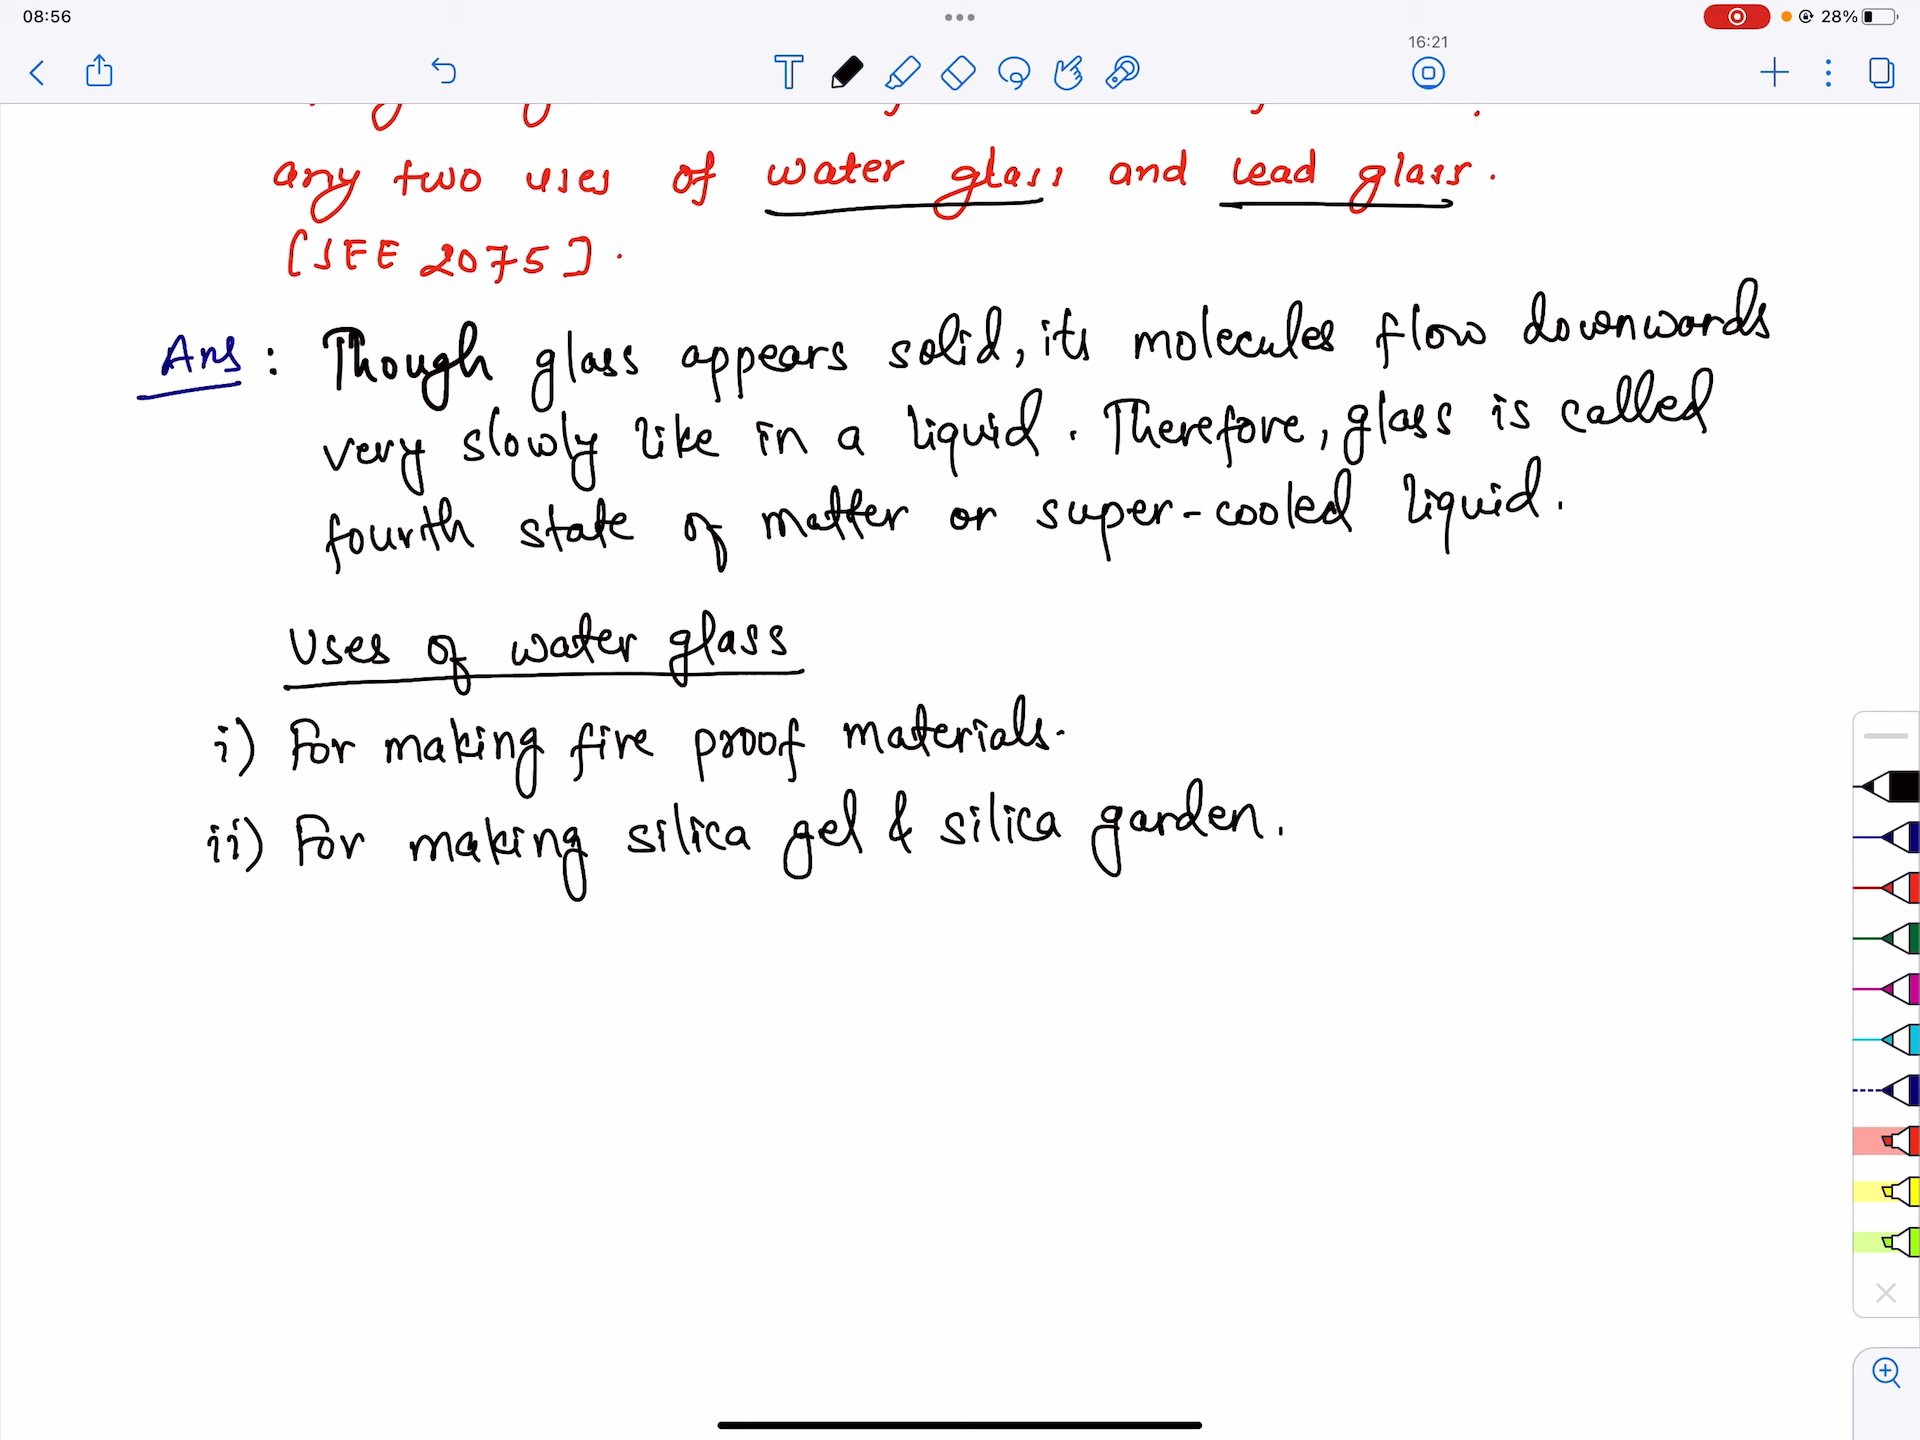 08:56
28%
16:21
any two uses of water glass and lead glass.
[SEE 2075].
Ans : Though glass appears solid, its molecules flow downwards
very slowly like in a liquid. Therefore, glass is called
fourth state of matter or super-cooled liquid.
Uses of water glass
i) For making fire proof materials.
ii) For making silica gel & silica garden.